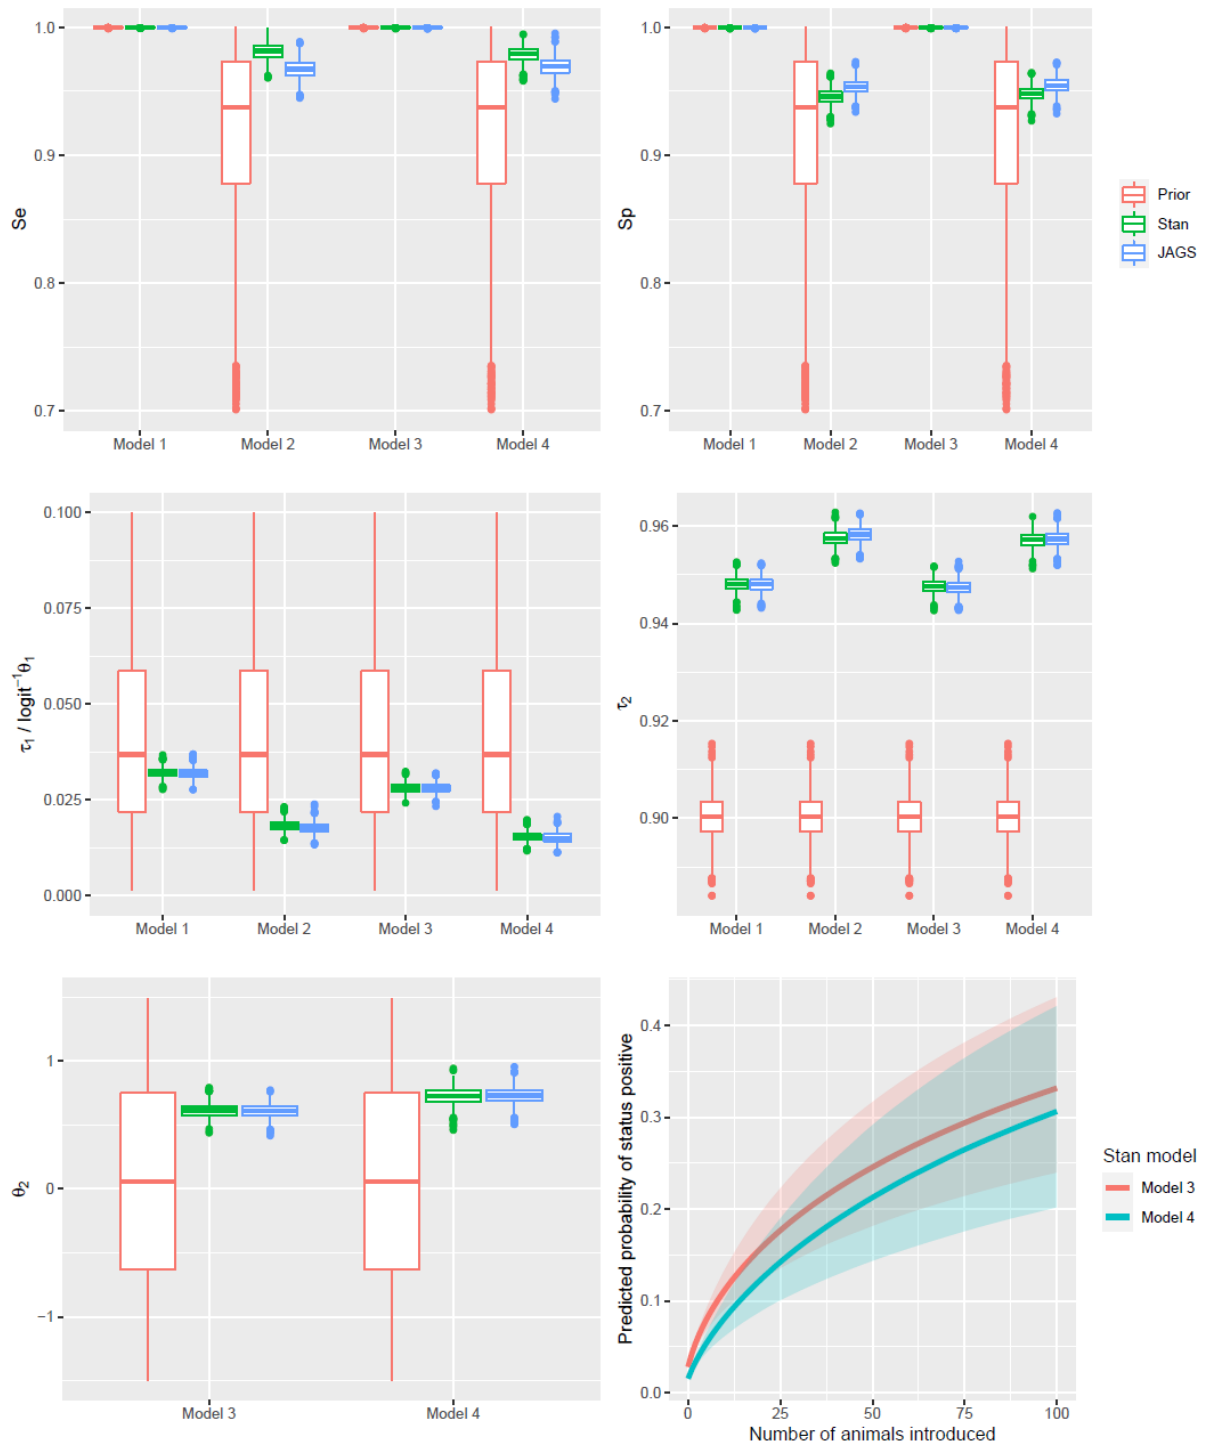 1.0
0.9
0.8
0.7
Se
Model 1 Model 2 Model 3 Model 4
1.0
0.9
0.8
0.7
Sp
Model 1 Model 2 Model 3 Model 4
Prior
Stan
JAGS
0.100
0.075
0.050
0.025
0.000
τ₁ / logit⁻¹θ₁
Model 1 Model 2 Model 3 Model 4
0.96
0.94
0.92
0.90
τ₂
Model 1 Model 2 Model 3 Model 4
1
0
−1
θ₂
Model 3 Model 4
0.4
0.3
0.2
0.1
0.0
Predicted probability of status positive
0 25 50 75 100
Number of animals introduced
Stan model
Model 3
Model 4